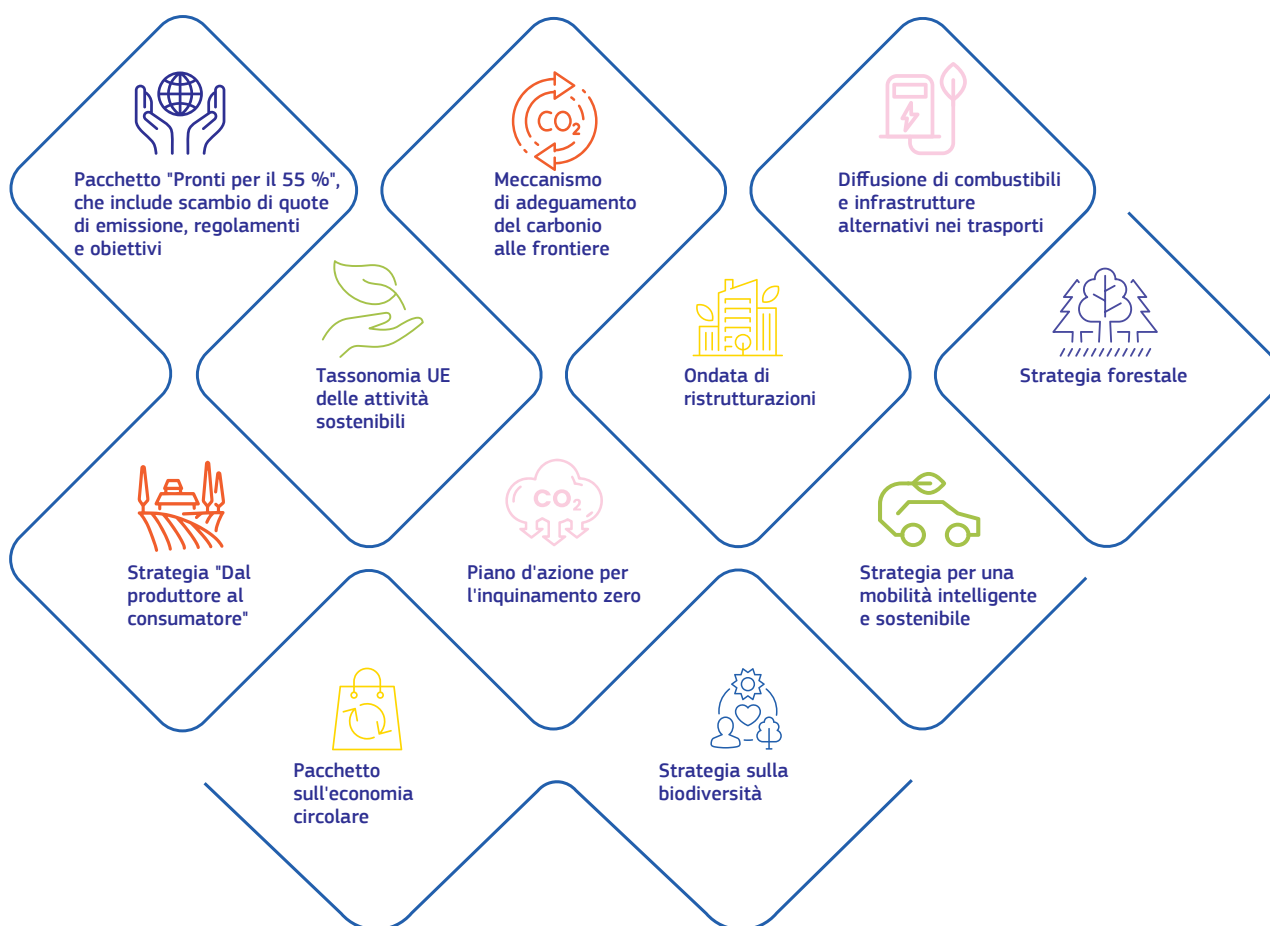 CO₂
Pacchetto "Pronti per il 55 %",
che include scambio di quote
di emissione, regolamenti
e obiettivi
Meccanismo
di adeguamento
del carbonio
alle frontiere
Diffusione di combustibili
e infrastrutture
alternativi nei trasporti
Tassonomia UE
delle attività
sostenibili
Ondata di
ristrutturazioni
Strategia forestale
CO₂
Strategia "Dal
produttore al
consumatore"
Piano d'azione per
l'inquinamento zero
Strategia per una
mobilità intelligente
e sostenibile
Pacchetto
sull'economia
circolare
Strategia sulla
biodiversità